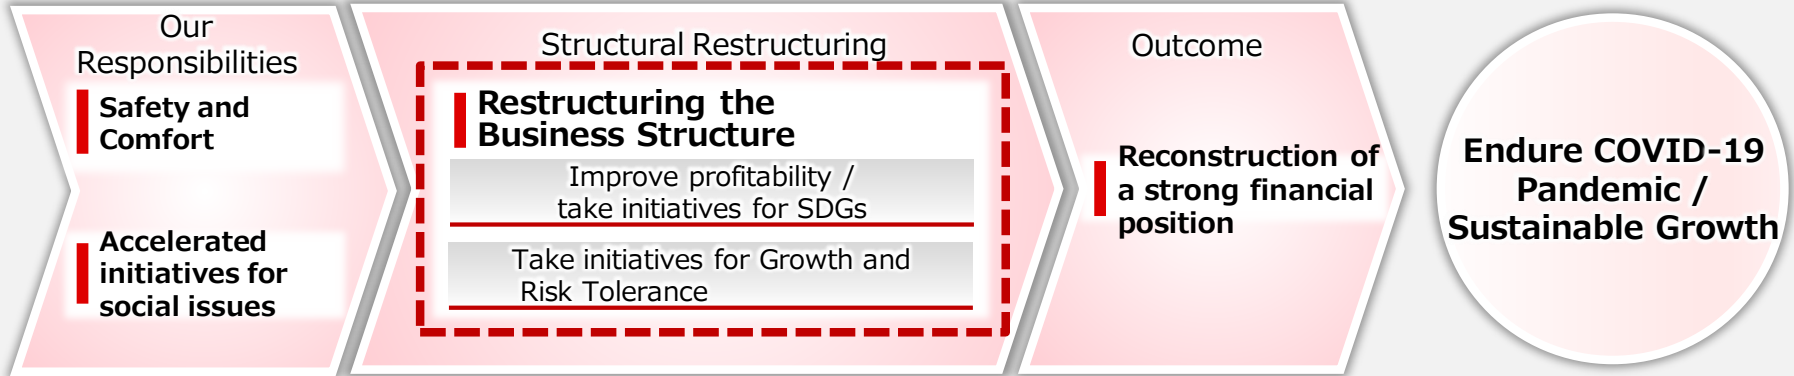 Our
Responsibilities
Safety and
Comfort
Accelerated
initiatives for
social issues
Structural Restructuring
Restructuring the
Business Structure
Improve profitability /
take initiatives for SDGs
Take initiatives for Growth and
Risk Tolerance
Outcome
Reconstruction of
a strong financial
position
Endure COVID-19
Pandemic /
Sustainable Growth